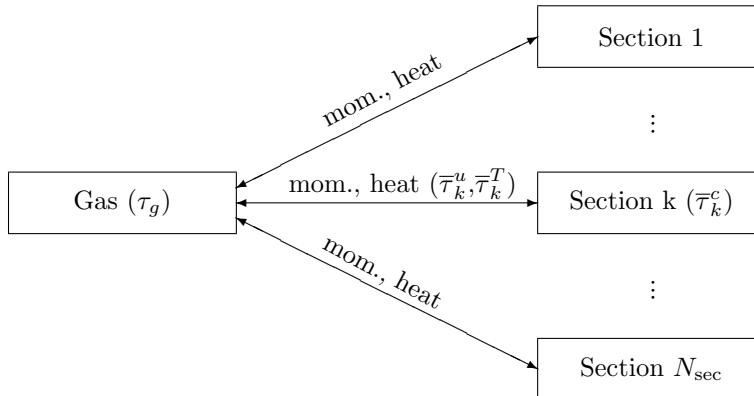 Section 1
mom., heat
⋮
Gas (τ_g)
mom., heat (τ̅_k^u,τ̅_k^T)
Section k (τ̅_k^c)
mom., heat
⋮
Section N_sec